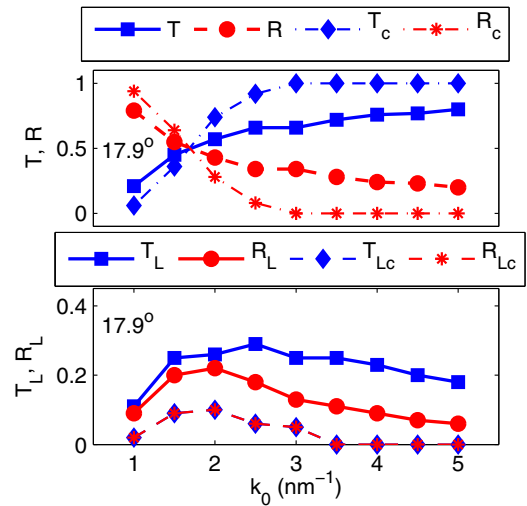 T R T_c R_c
1
0.5
0
T, R
17.9°
T_L R_L T_Lc R_Lc
0.4
0.2
0
T_L, R_L
17.9°
1 2 3 4 5
k_0 (nm⁻¹)